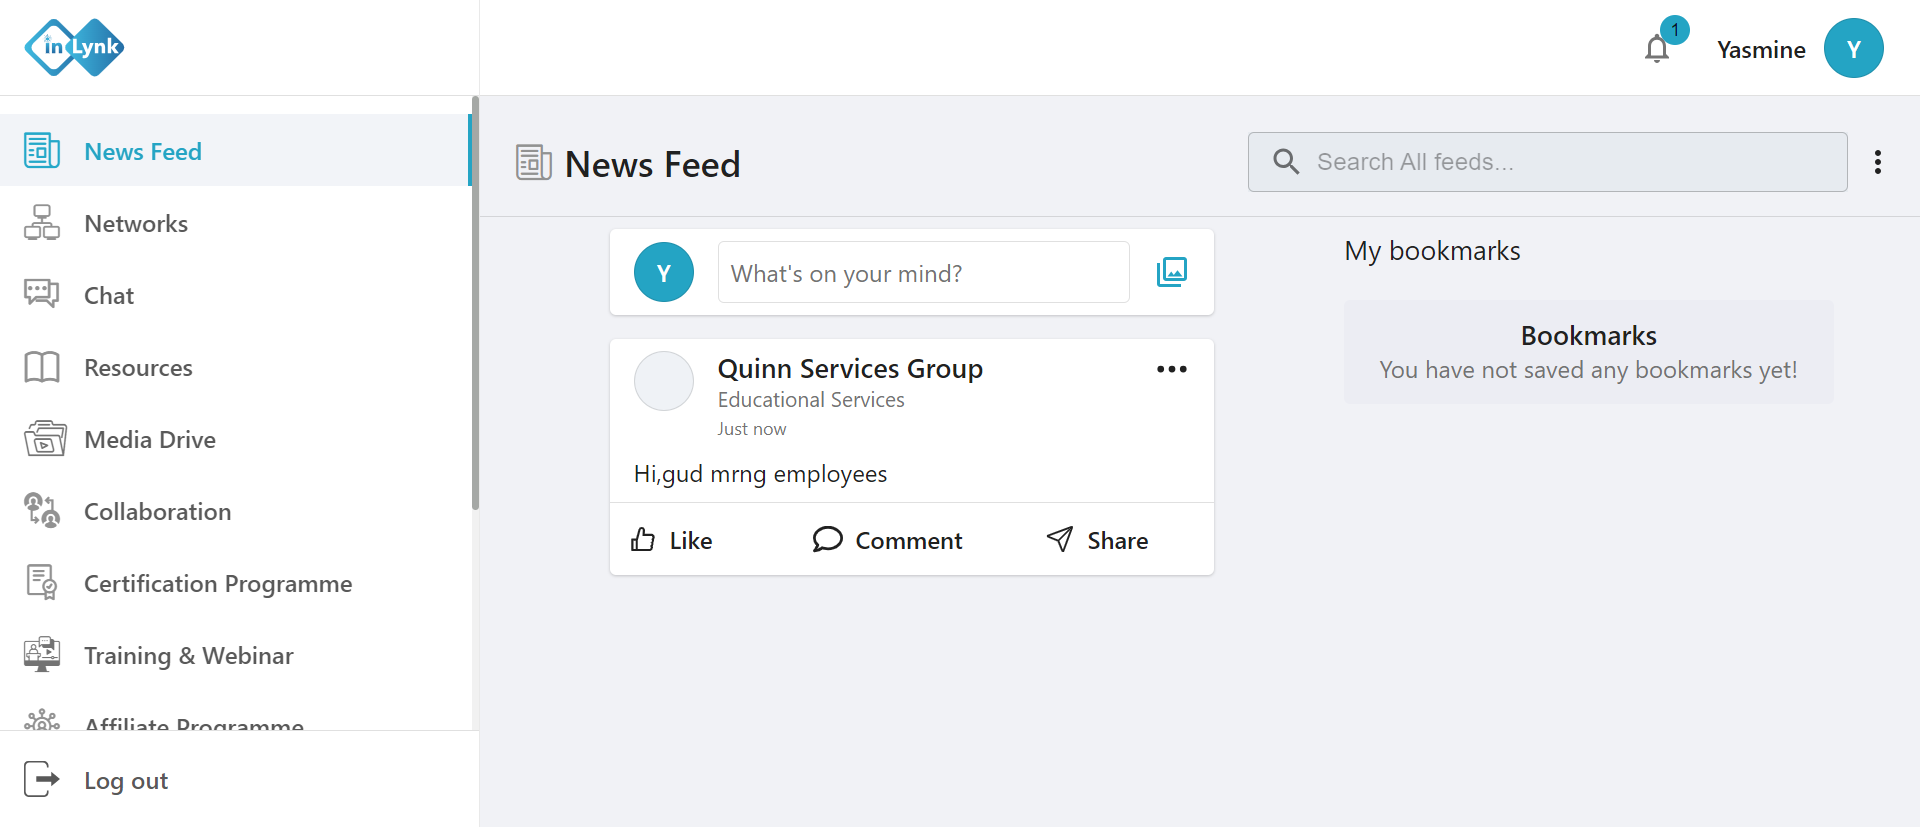 inLynk
1
Yasmine
Y
News Feed
Networks
Chat
Resources
Media Drive
Collaboration
Certification Programme
Training & Webinar
Affiliate Programme
Log out
News Feed
Search All feeds...
Y
What's on your mind?
Quinn Services Group
Educational Services
Just now
Hi,gud mrng employees
Like
Comment
Share
My bookmarks
Bookmarks
You have not saved any bookmarks yet!